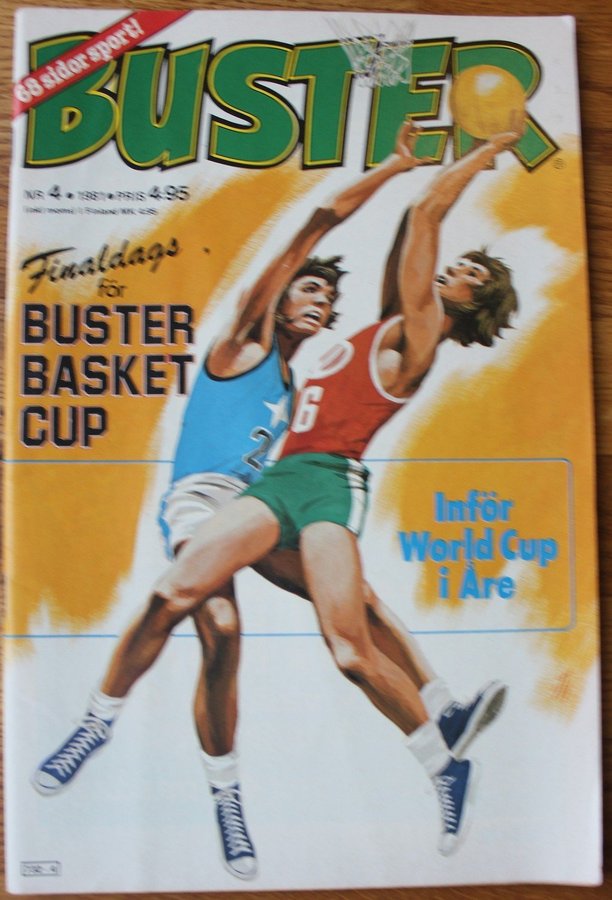 68 sidor sport!
BUSTER
NR 4 • 1981 • PRIS 4:95
Finaldags
för
BUSTER
BASKET
CUP
6
2
Inför
World Cup
i Åre